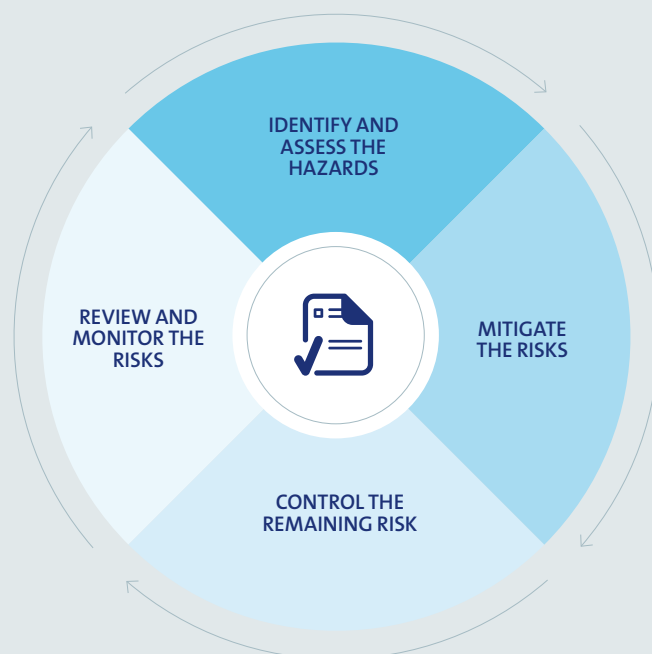 IDENTIFY AND
ASSESS THE
HAZARDS
MITIGATE
THE RISKS
CONTROL THE
REMAINING RISK
REVIEW AND
MONITOR THE
RISKS